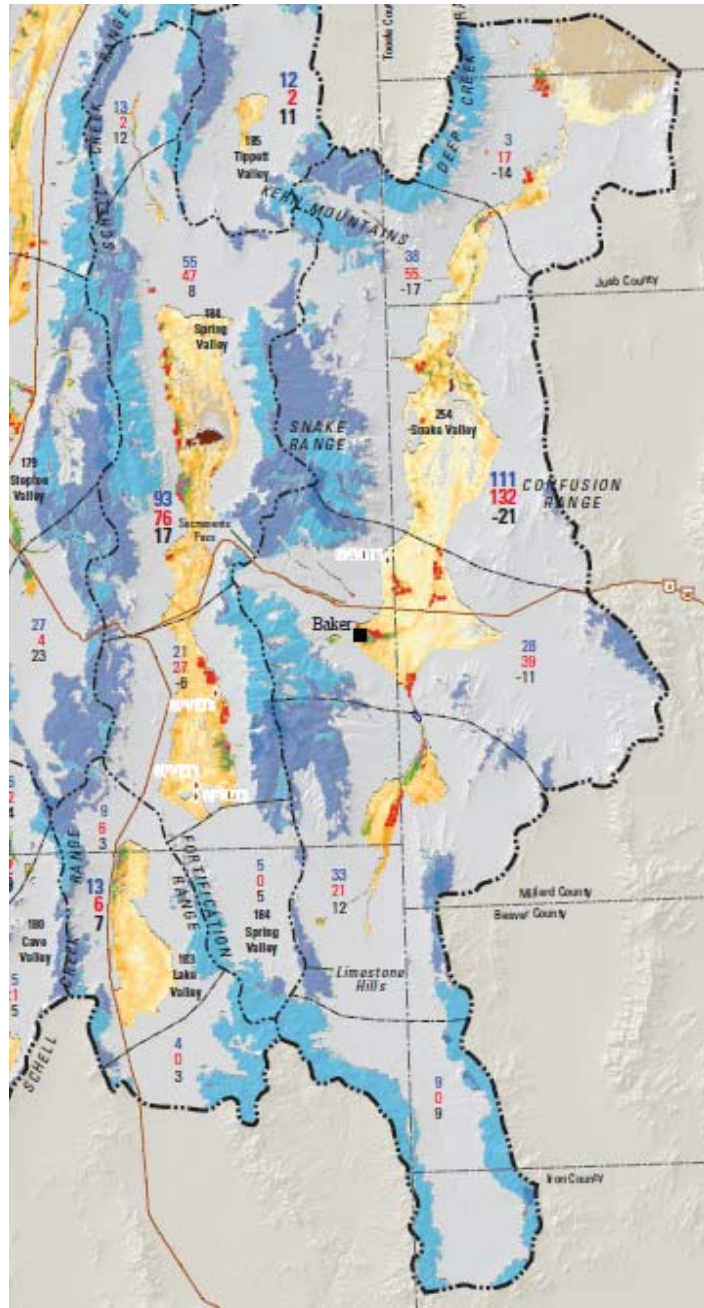 Tooele County
SCHELL CREEK RANGE
13
2
12
12
2
11
195
Tippett
Valley
DEEP CREEK
3
17
-14
KERN MOUNTAINS
55
47
8
38
55
-17
Juab County
184
Spring
Valley
SNAKE
RANGE
254
Snake Valley
179
Steptoe
Valley
93
76
17
Sacramento
Pass
111
132
-21
CONFUSION
RANGE
Baker
27
4
23
21
27
-6
28
39
-11
9
6
3
13
6
7
FORTIFICATION
RANGE
5
0
5
184
Spring
Valley
33
21
12
Millard County
Beaver County
180
Cave
Valley
183
Lake
Valley
Limestone
Hills
SCHELL CREEK RANGE
4
0
3
9
0
9
Iron County